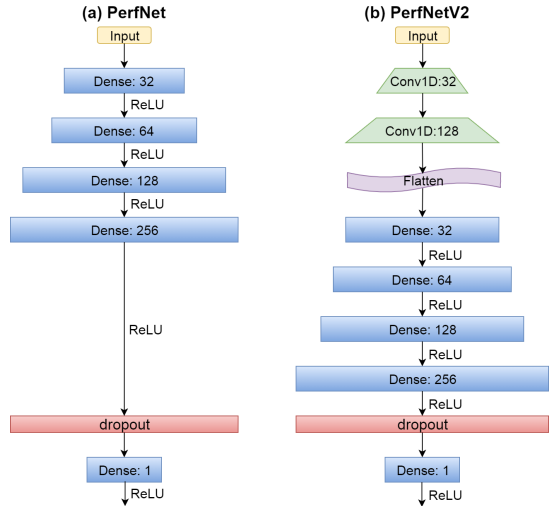 (a) PerfNet
Input
Dense: 32
ReLU
Dense: 64
ReLU
Dense: 128
ReLU
Dense: 256
ReLU
dropout
Dense: 1
ReLU
(b) PerfNetV2
Input
Conv1D:32
Conv1D:128
Flatten
Dense: 32
ReLU
Dense: 64
ReLU
Dense: 128
ReLU
Dense: 256
ReLU
dropout
Dense: 1
ReLU